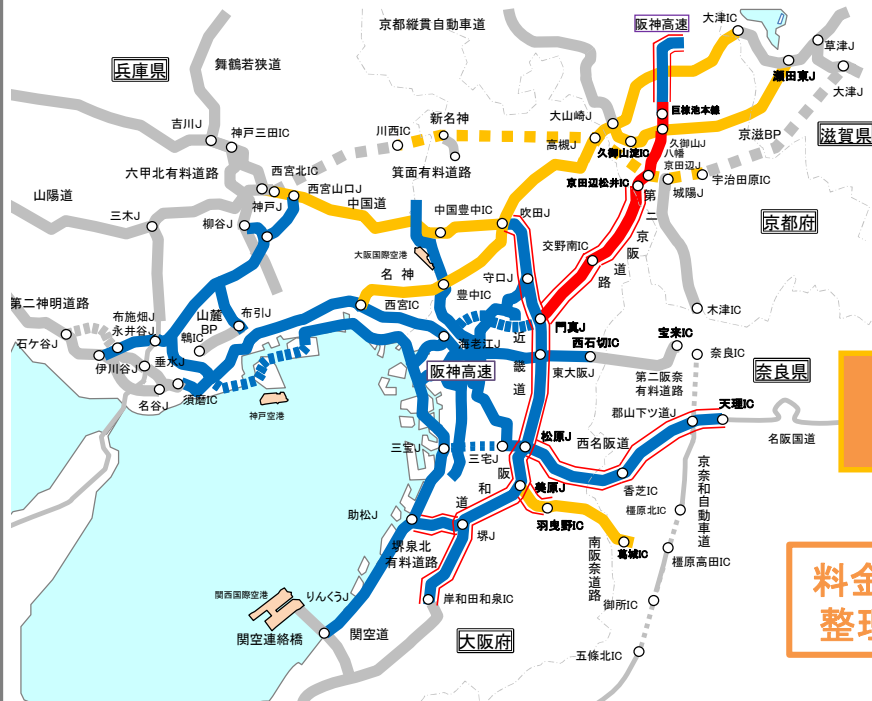 京都縦貫自動車道
阪神高速
大津IC
草津J
瀬田東J
大津J
兵庫県
舞鶴若狭道
吉川J
神戸三田IC
川西IC
新名神
大山崎J
巨椋池本線
高槻J
久御山淀IC
久御山J
京滋BP
滋賀県
六甲北有料道路
西宮北IC
箕面有料道路
八幡
京田辺J
京田辺松井IC
城陽J
宇治田原IC
山陽道
神戸J
西宮山口J
中国道
中国豊中IC
吹田J
三木J
柳谷J
第二京阪道路
京都府
大阪国際空港
交野南IC
名神
守口J
豊中IC
第二神明道路
布施畑J
永井谷J
山麓
BP
布引J
西宮IC
門真J
木津IC
石ケ谷J
鵯IC
海老江J
近畿道
西石切IC
宝来IC
奈良IC
伊川谷J
垂水J
阪神高速
東大阪J
第二阪奈
有料道路
奈良県
名谷J
須磨IC
神戸空港
郡山下ツ道J
天理IC
三宝J
三宅J
松原J
西名阪道
名阪国道
阪和道
美原J
香芝IC
京奈和自動車道
助松J
羽曳野IC
橿原北IC
堺泉北
有料道路
堺J
南阪奈道路
葛城IC
橿原高田IC
料金
整理
関西国際空港
りんくうJ
岸和田和泉IC
御所IC
関空連絡橋
関空道
大阪府
五條北IC